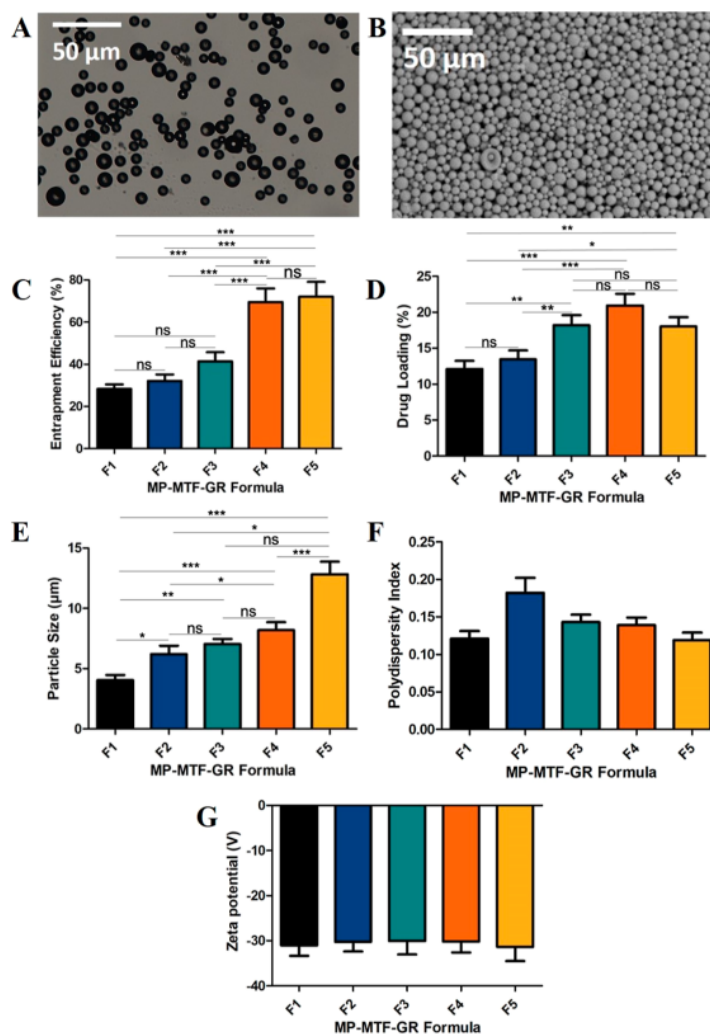 A
50 µm
B
50 µm
C
Entrapment Efficiency (%)
80
60
40
20
0
***
***
***
***
***
***
ns
ns
ns
ns
F1 F2 F3 F4 F5
MP-MTF-GR Formula
D
Drug Loading (%)
25
20
15
10
5
0
**
*
***
***
ns
ns
ns
**
**
ns
F1 F2 F3 F4 F5
MP-MTF-GR Formula
E
Particle Size (µm)
15
10
5
0
***
*
ns
***
***
*
**
ns
ns
*
F1 F2 F3 F4 F5
MP-MTF-GR Formula
F
Polydispersity Index
0.25
0.20
0.15
0.10
0.05
0.00
F1 F2 F3 F4 F5
MP-MTF-GR Formula
G
Zeta potential (V)
0
-10
-20
-30
-40
F1 F2 F3 F4 F5
MP-MTF-GR Formula